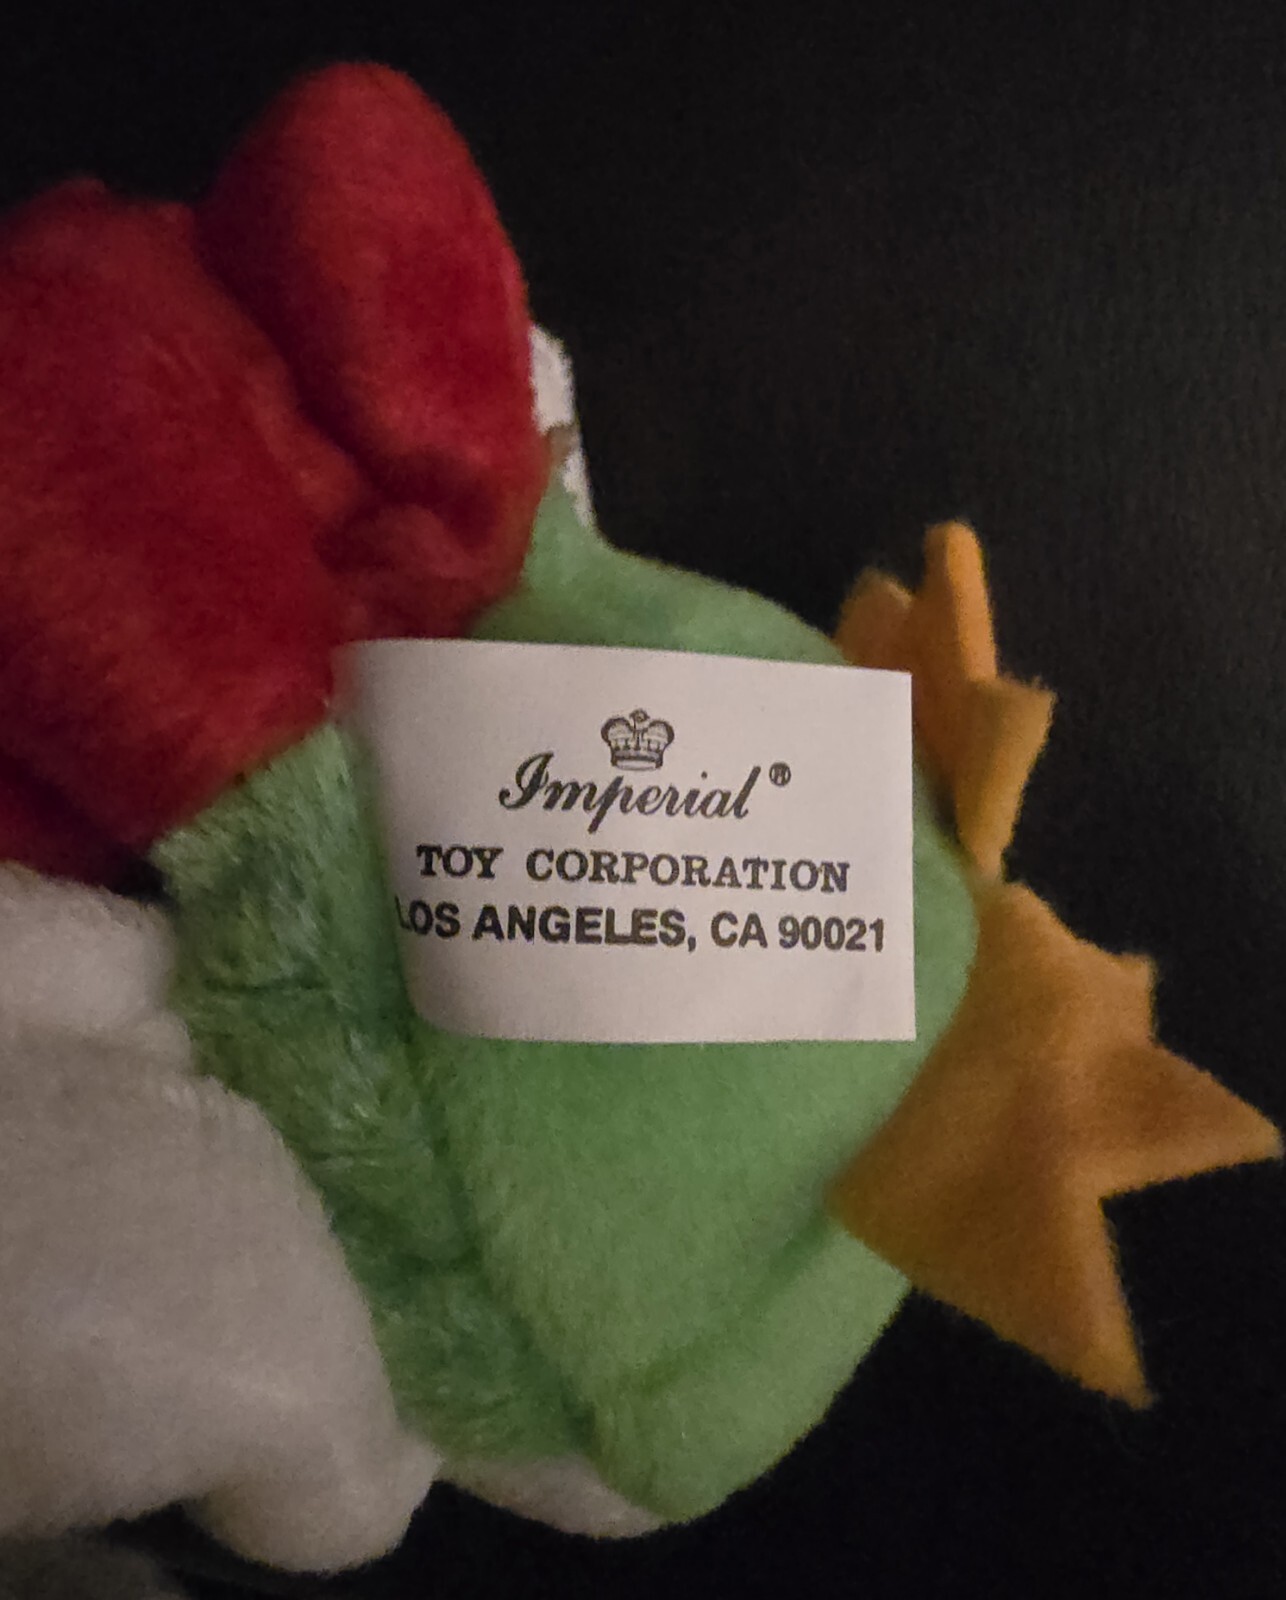 Imperial®
TOY CORPORATION
LOS ANGELES, CA 90021